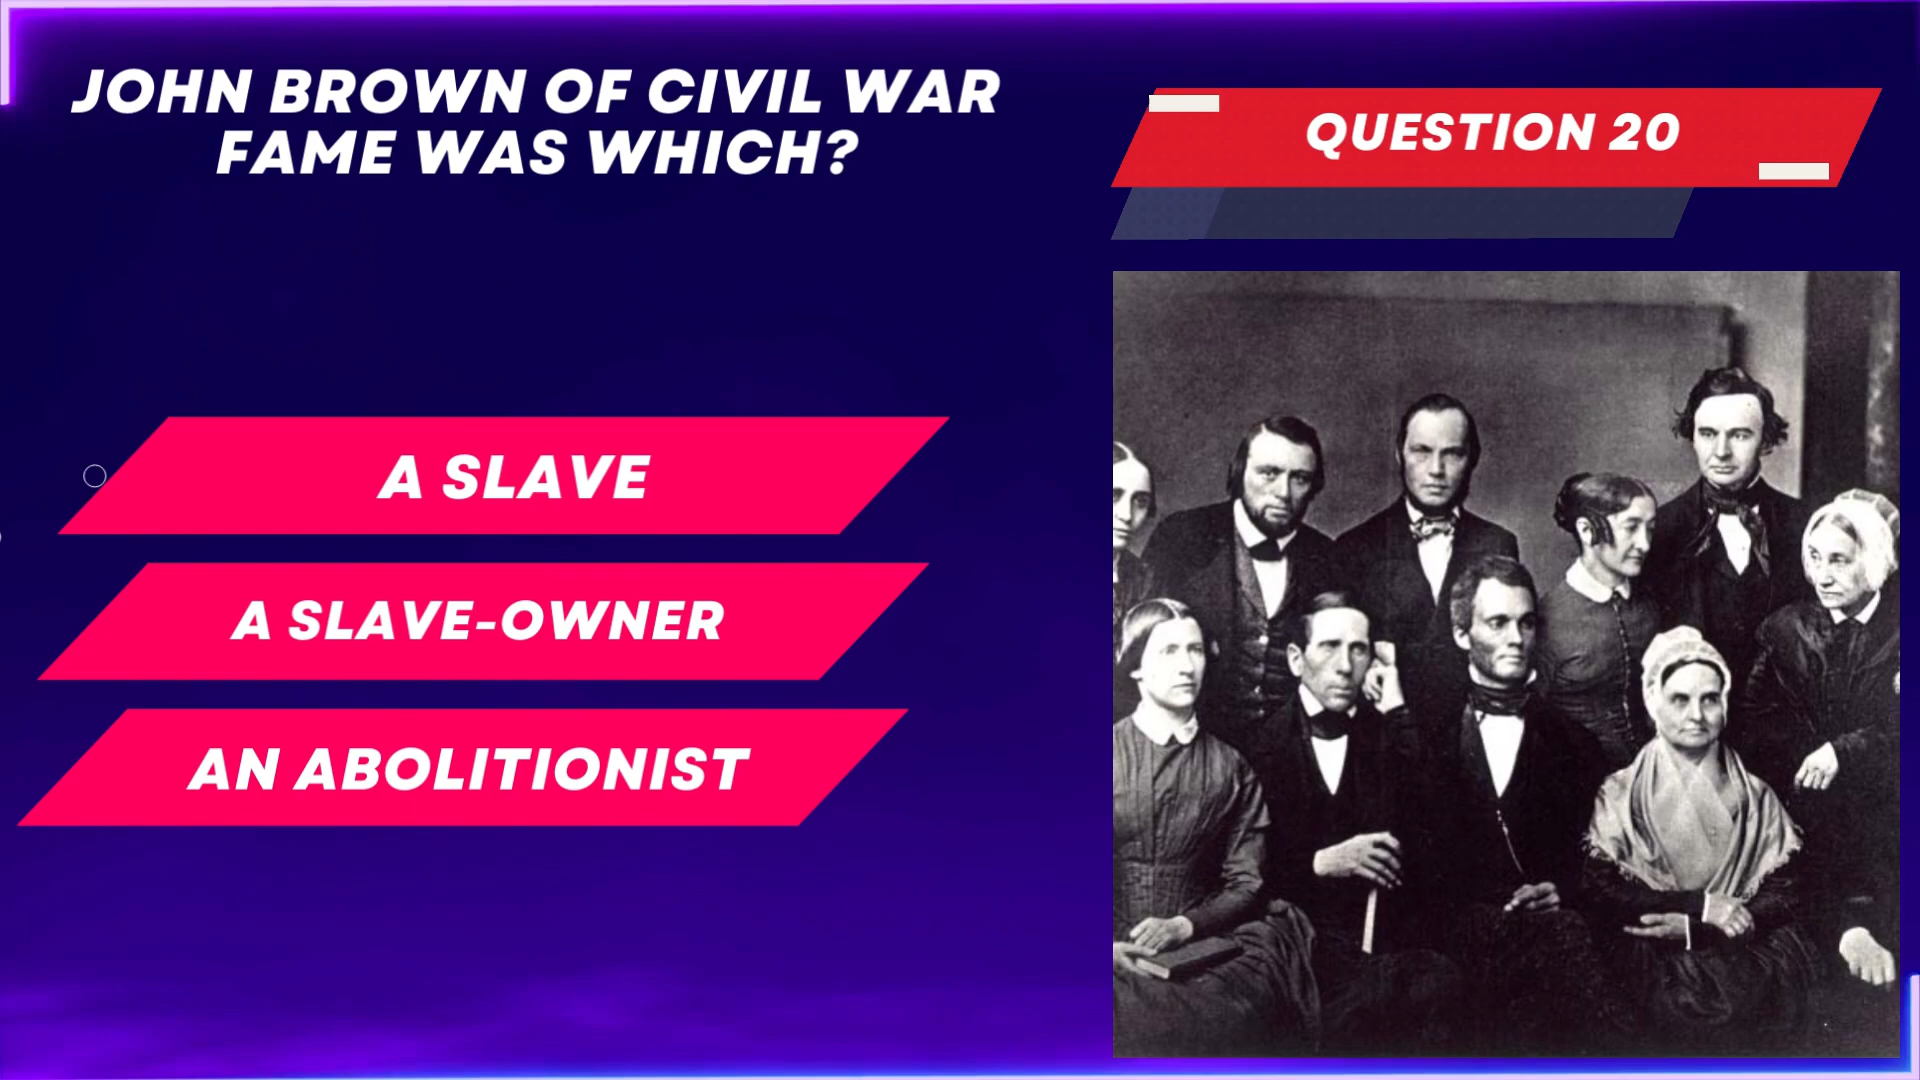 JOHN BROWN OF CIVIL WAR
FAME WAS WHICH?
QUESTION 20
A SLAVE
A SLAVE-OWNER
AN ABOLITIONIST